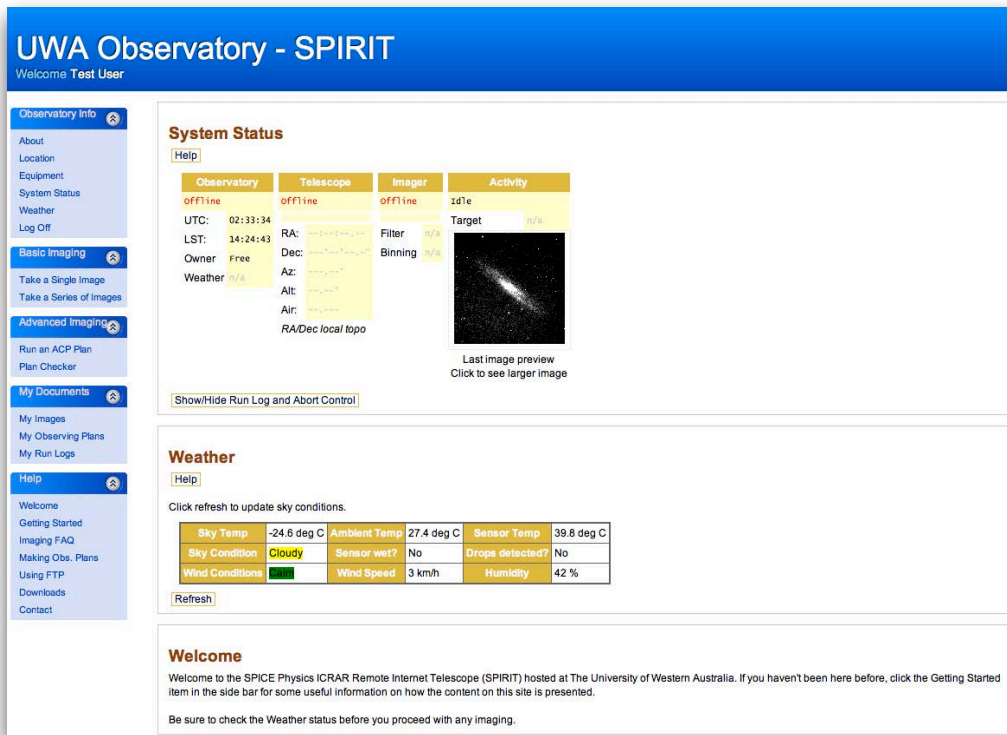 UWA Observatory - SPIRIT
Welcome Test User
Observatory Info
About
Location
Equipment
System Status
Weather
Log Off
Basic Imaging
Take a Single Image
Take a Series of Images
Advanced Imaging
Run an ACP Plan
Plan Checker
My Documents
My Images
My Observing Plans
My Run Logs
Help
Welcome
Getting Started
Imaging FAQ
Making Obs. Plans
Using FTP
Downloads
Contact
System Status
Help
Observatory Telescope Imager Activity
Offline Offline Offline Idle
UTC: 02:33:34
LST: 14:24:43
Owner Free
Weather n/a
RA: --:--:--.--
Dec: --°--'--.-"
Az: ---.--°
Alt: --.--°
Air: --.---
RA/Dec local topo
Filter n/a
Binning n/a
Target n/a
Last image preview
Click to see larger image
Show/Hide Run Log and Abort Control
Weather
Help
Click refresh to update sky conditions.
Sky Temp -24.6 deg C Ambient Temp 27.4 deg C Sensor Temp 39.8 deg C
Sky Condition Cloudy Sensor wet? No Drops detected? No
Wind Conditions Calm Wind Speed 3 km/h Humidity 42 %
Refresh
Welcome
Welcome to the SPICE Physics ICRAR Remote Internet Telescope (SPIRIT) hosted at The University of Western Australia. If you haven't been here before, click the Getting Started
item in the side bar for some useful information on how the content on this site is presented.
Be sure to check the Weather status before you proceed with any imaging.